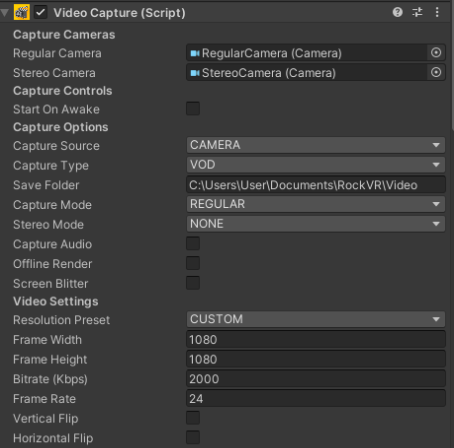 Video Capture (Script)
Capture Cameras
Regular Camera RegularCamera (Camera)
Stereo Camera StereoCamera (Camera)
Capture Controls
Start On Awake
Capture Options
Capture Source CAMERA
Capture Type VOD
Save Folder C:\Users\User\Documents\RockVR\Video
Capture Mode REGULAR
Stereo Mode NONE
Capture Audio
Offline Render
Screen Blitter
Video Settings
Resolution Preset CUSTOM
Frame Width 1080
Frame Height 1080
Bitrate (Kbps) 2000
Frame Rate 24
Vertical Flip
Horizontal Flip